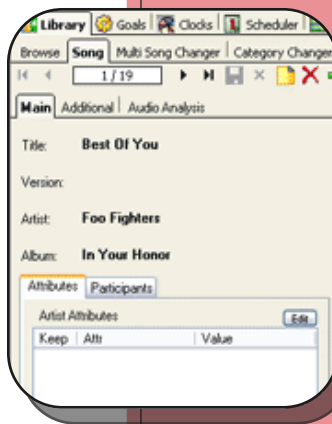 Library Goals Clocks Scheduler
Browse Song Multi Song Changer Category Changer
1 / 19
Main Additional Audio Analysis
Title: Best Of You
Version:
Artist: Foo Fighters
Album: In Your Honor
Attributes Participants
Artist Attributes Edit
Keep Attr Value